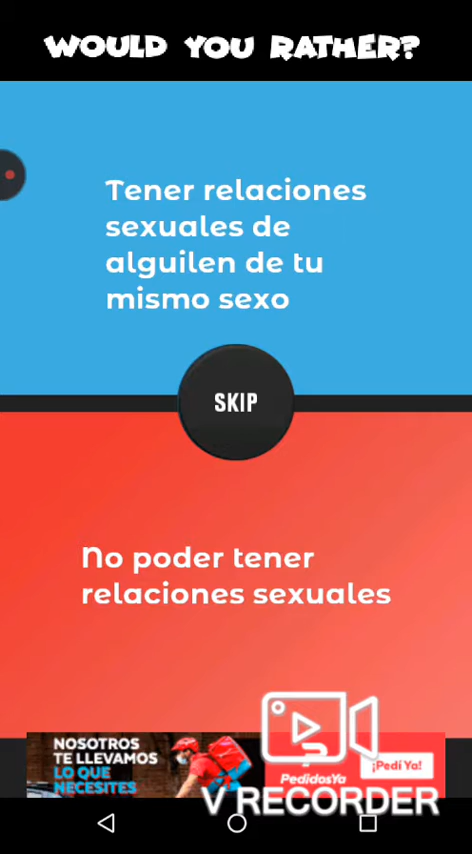 WOULD YOU RATHER?
Tener relaciones
sexuales de
alguilen de tu
mismo sexo
SKIP
No poder tener
relaciones sexuales
NOSOTROS
TE LLEVAMOS
LO QUE
NECESITES
PedidosYa
¡Pedí Ya!
V RECORDER